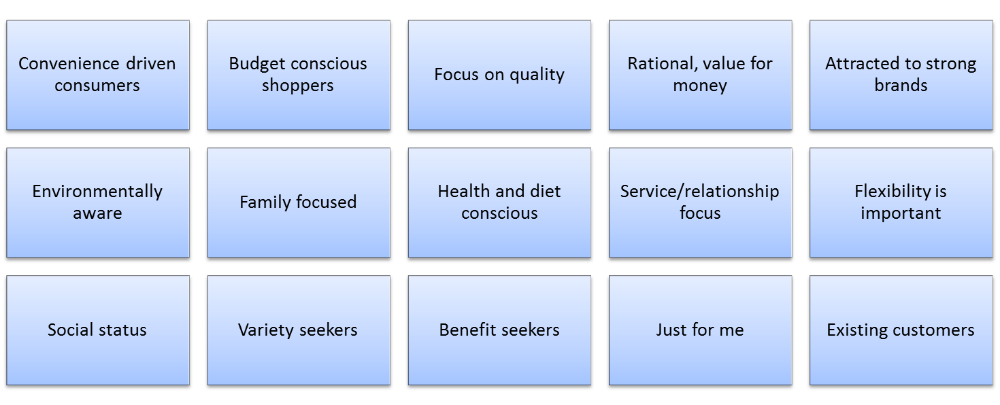 Convenience driven
consumers
Budget conscious
shoppers
Focus on quality
Rational, value for
money
Attracted to strong
brands
Environmentally
aware
Family focused
Health and diet
conscious
Service/relationship
focus
Flexibility is
important
Social status
Variety seekers
Benefit seekers
Just for me
Existing customers